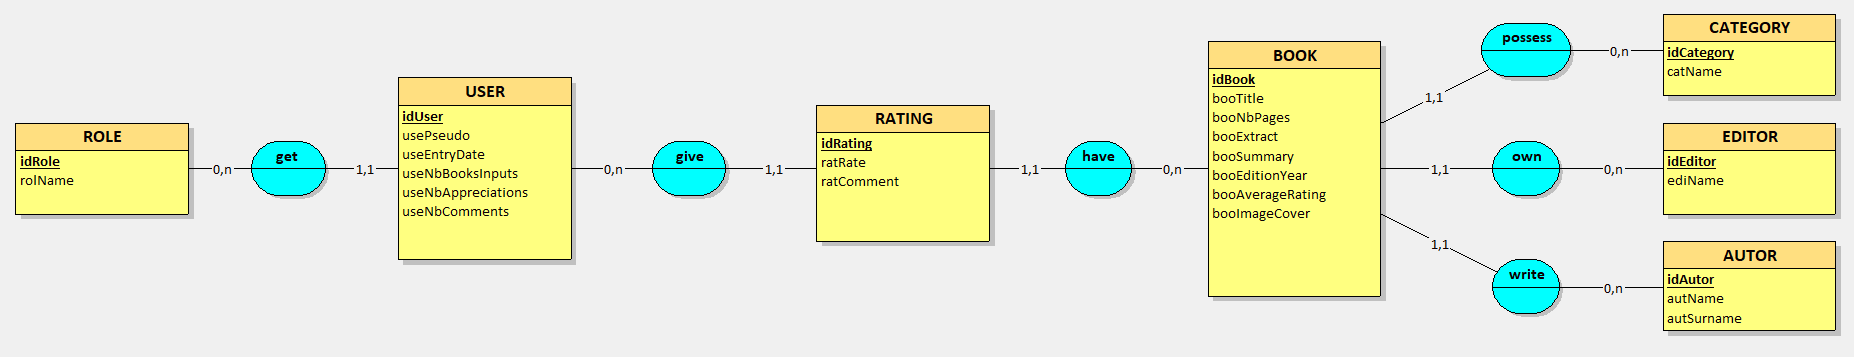 ROLE
idRole
rolName
0,n
get
1,1
USER
idUser
usePseudo
useEntryDate
useNbBooksInputs
useNbAppreciations
useNbComments
0,n
give
1,1
RATING
idRating
ratRate
ratComment
1,1
have
0,n
BOOK
idBook
booTitle
booNbPages
booExtract
booSummary
booEditionYear
booAverageRating
booImageCover
1,1
possess
0,n
CATEGORY
idCategory
catName
1,1
own
0,n
EDITOR
idEditor
ediName
1,1
write
0,n
AUTOR
idAutor
autName
autSurname